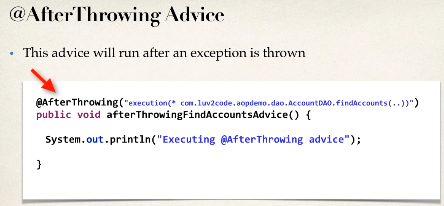 @AfterThrowing Advice
• This advice will run after an exception is thrown
@AfterThrowing("execution(* com.luv2code.aopdemo.dao.AccountDAO.findAccounts(..))")
public void afterThrowingFindAccountsAdvice() {
System.out.println("Executing @AfterThrowing advice");
}